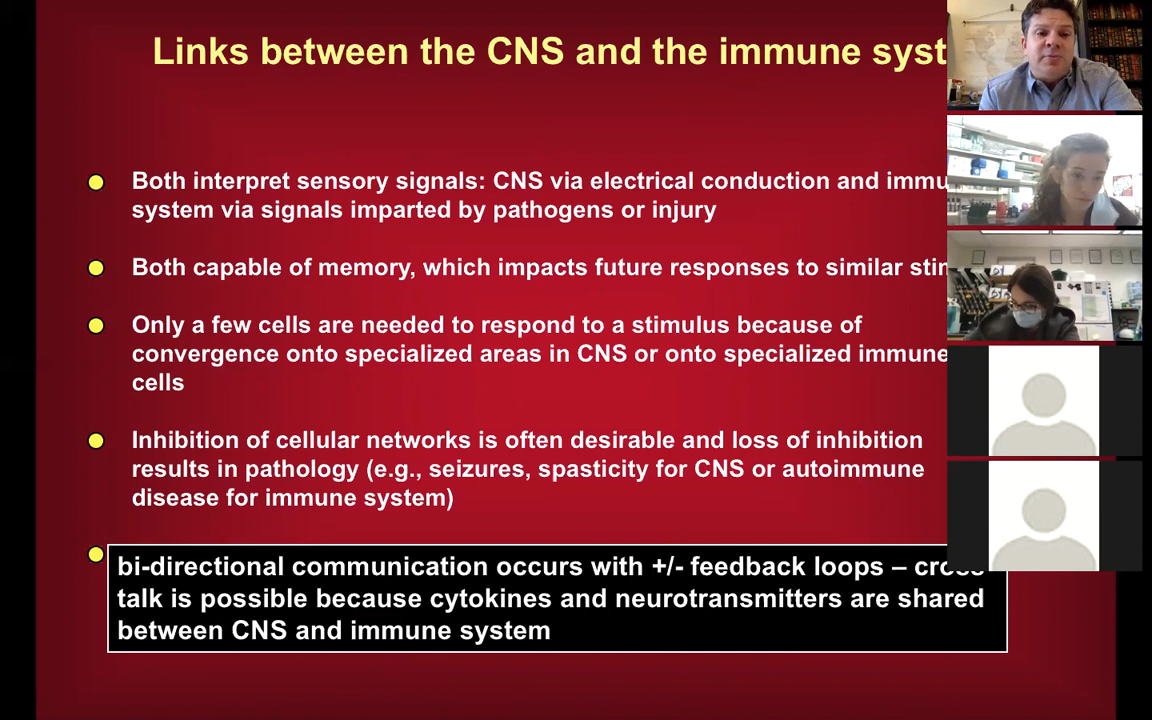 Links between the CNS and the immune syst
Both interpret sensory signals: CNS via electrical conduction and immu
system via signals imparted by pathogens or injury
Both capable of memory, which impacts future responses to similar stim
Only a few cells are needed to respond to a stimulus because of
convergence onto specialized areas in CNS or onto specialized immune
cells
Inhibition of cellular networks is often desirable and loss of inhibition
results in pathology (e.g., seizures, spasticity for CNS or autoimmune
disease for immune system)
bi-directional communication occurs with +/- feedback loops – cross
talk is possible because cytokines and neurotransmitters are shared
between CNS and immune system